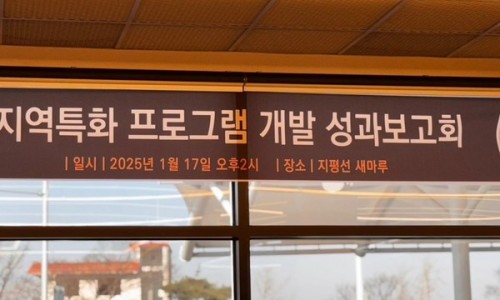 지역특화 프로그램 개발 성과보고회
| 일시 | 2025년 1월 17일 오후2시 | 장소 | 지평선 새마루